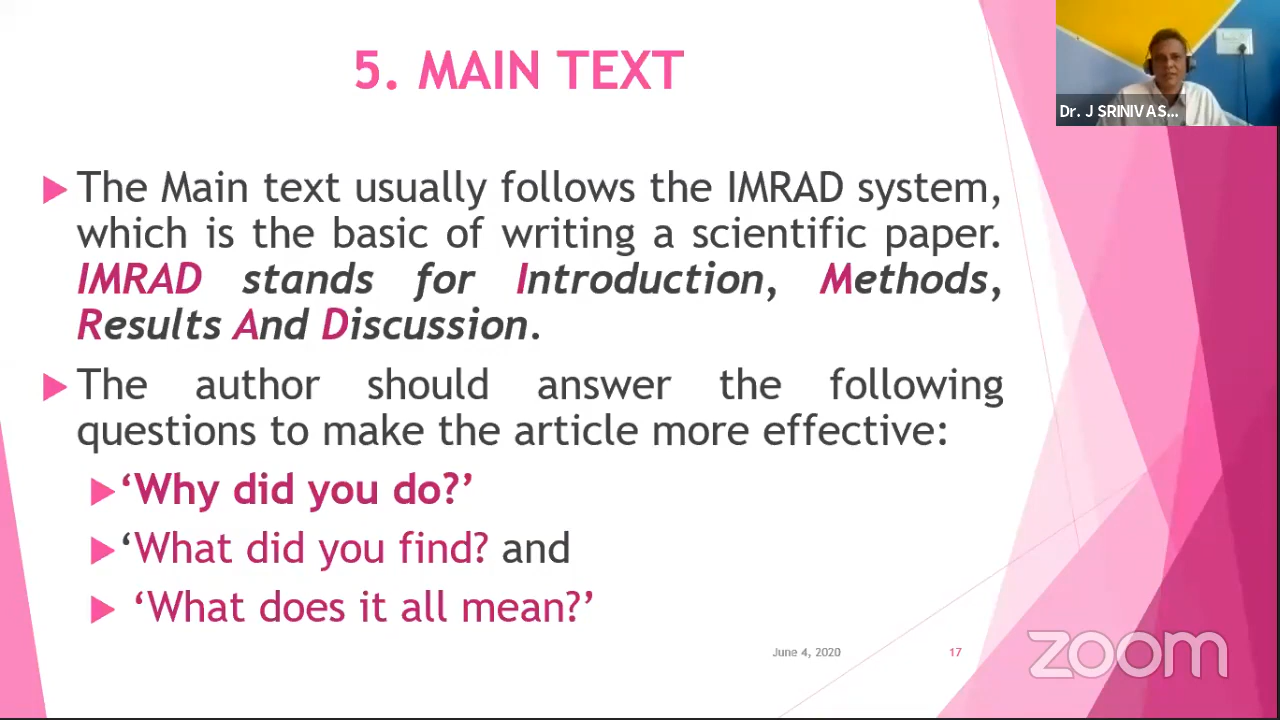 5. MAIN TEXT
Dr. J SRINIVAS...
The Main text usually follows the IMRAD system,
which is the basic of writing a scientific paper.
IMRAD stands for Introduction, Methods,
Results And Discussion.
The author should answer the following
questions to make the article more effective:
‘Why did you do?’
‘What did you find? and
‘What does it all mean?’
June 4, 2020
17
zoom